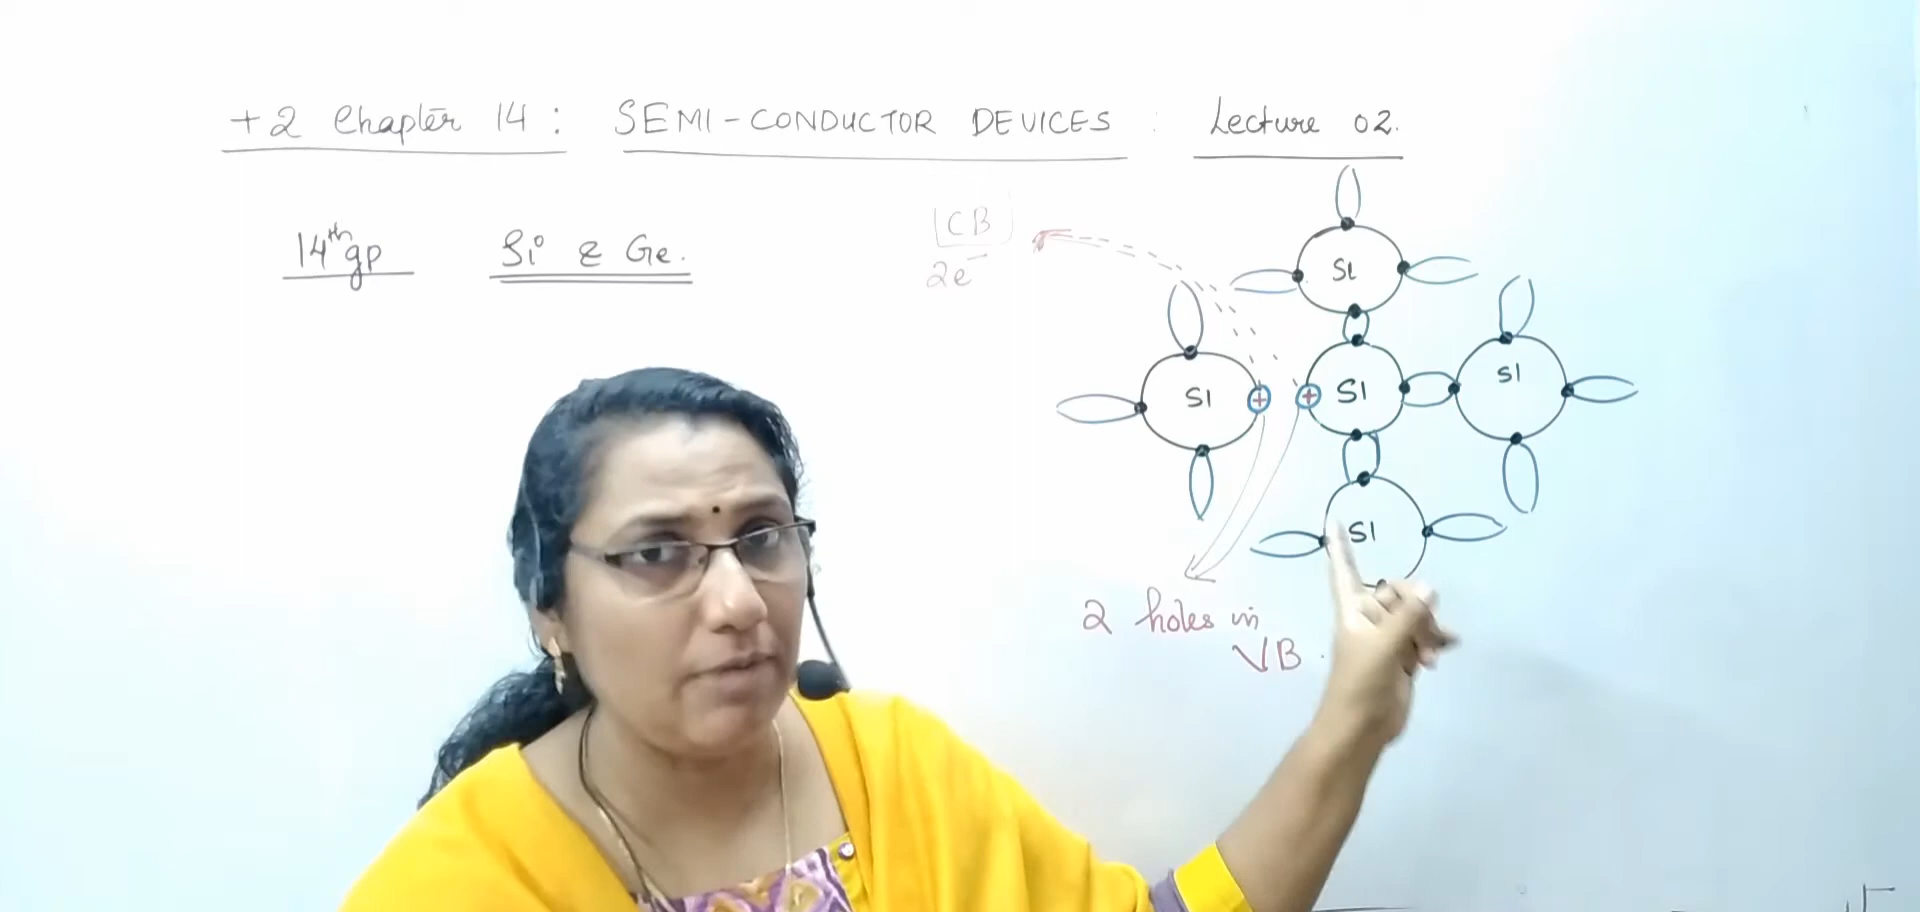 +2 Chapter 14 : SEMI-CONDUCTOR DEVICES : Lecture 02.
14th gp Si & Ge.
CB
2e⁻
Si
Si
+
+
Si
Si
Si
2 holes in
VB.